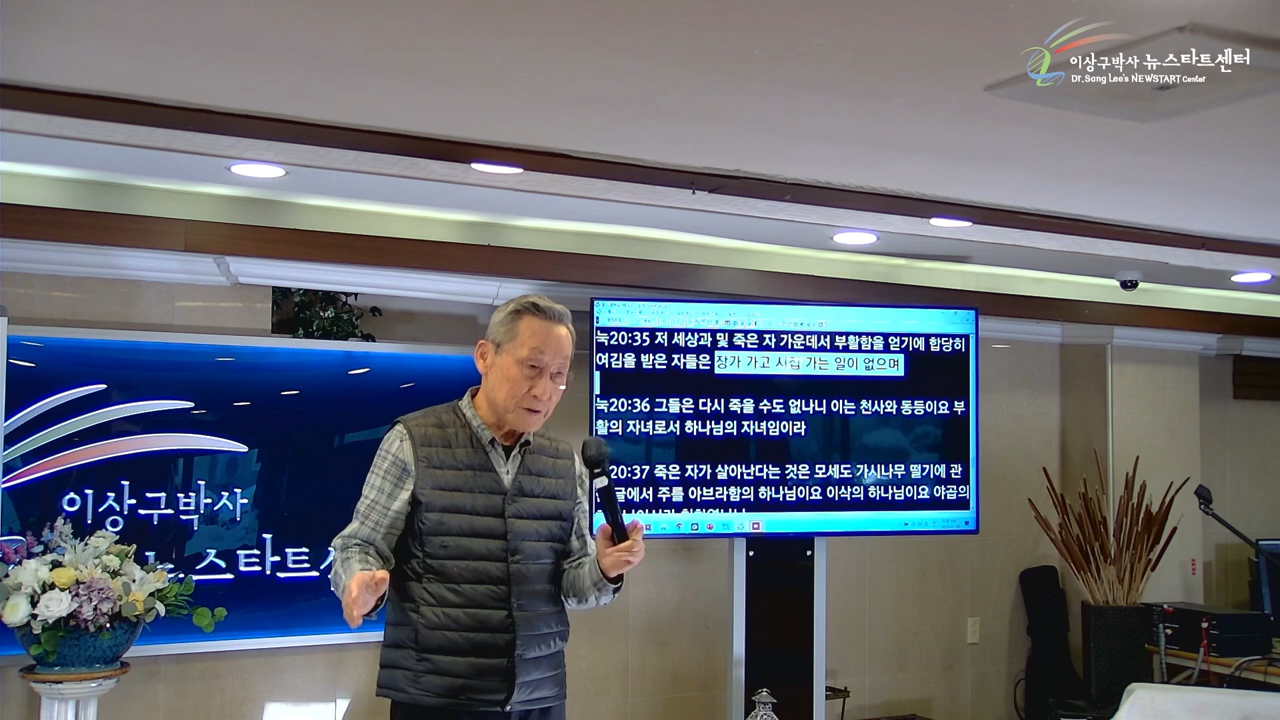 이상구박사 뉴스타트센터
Dr. Sang Lee's NEWSTART Center
눅20:35 저 세상과 및 죽은 자 가운데서 부활함을 얻기에 합당히
여김을 받은 자들은 장가 가고 시집 가는 일이 없으며
눅20:36 그들은 다시 죽을 수도 없나니 이는 천사와 동등이요 부
활의 자녀로서 하나님의 자녀임이라
20:37 죽은 자가 살아난다는 것은 모세도 가시나무 떨기에 관
글에서 주를 아브라함의 하나님이요 이삭의 하나님이요 야곱의
이상구박사
뉴스타트